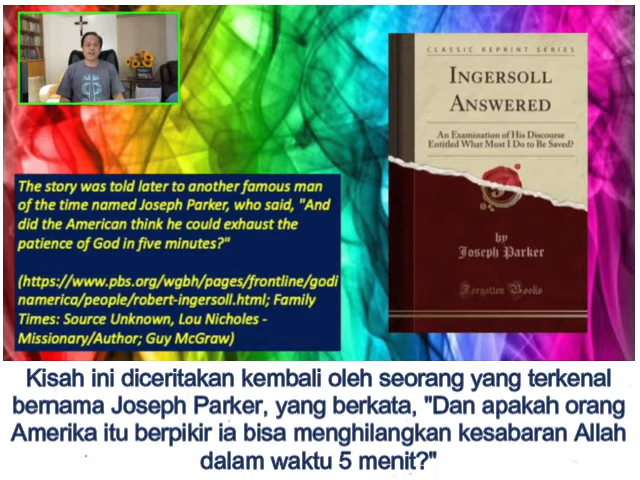 The story was told later to another famous man
of the time named Joseph Parker, who said, "And
did the American think he could exhaust the
patience of God in five minutes?"
(https://www.pbs.org/wgbh/pages/frontline/godi
namerica/people/robert-ingersoll.html; Family
Times: Source Unknown, Lou Nicholes -
Missionary/Author; Guy McGraw)
CLASSIC REPRINT SERIES
INGERSOLL
ANSWERED
An Examination of His Discourse
Entitled What Must I Do to Be Saved?
by
Joseph Parker
Forgotten Books
Kisah ini diceritakan kembali oleh seorang yang terkenal
bernama Joseph Parker, yang berkata, "Dan apakah orang
Amerika itu berpikir ia bisa menghilangkan kesabaran Allah
dalam waktu 5 menit?"